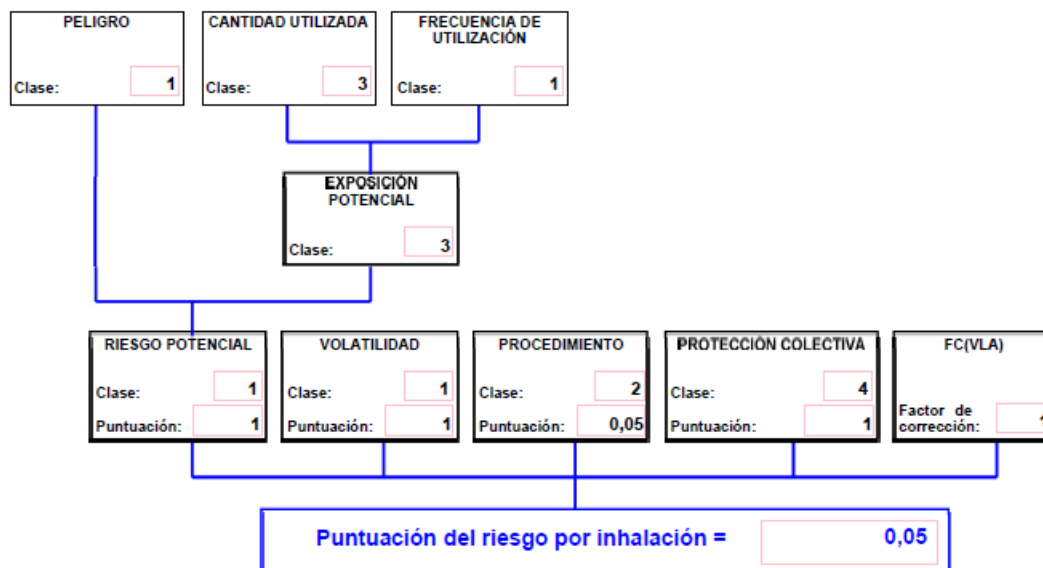 PELIGRO
Clase: 1
CANTIDAD UTILIZADA
Clase: 3
FRECUENCIA DE
UTILIZACIÓN
Clase: 1
EXPOSICIÓN
POTENCIAL
Clase: 3
RIESGO POTENCIAL
Clase: 1
Puntuación: 1
VOLATILIDAD
Clase: 1
Puntuación: 1
PROCEDIMIENTO
Clase: 2
Puntuación: 0,05
PROTECCIÓN COLECTIVA
Clase: 4
Puntuación: 1
FC(VLA)
Factor de
corrección: 1
Puntuación del riesgo por inhalación = 0,05